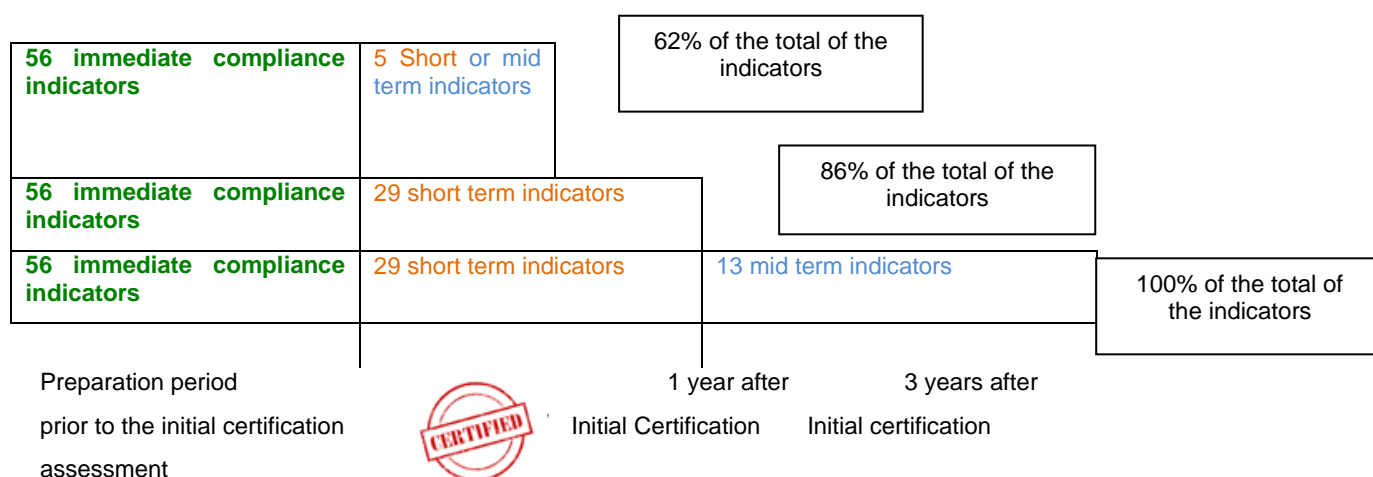 62% of the total of the
indicators
56 immediate compliance
indicators
5 Short or mid
term indicators
86% of the total of the
indicators
56 immediate compliance
indicators
29 short term indicators
56 immediate compliance
indicators
29 short term indicators
13 mid term indicators
100% of the total of
the indicators
Preparation period
prior to the initial certification
assessment
CERTIFIED
1 year after
Initial Certification
3 years after
Initial certification